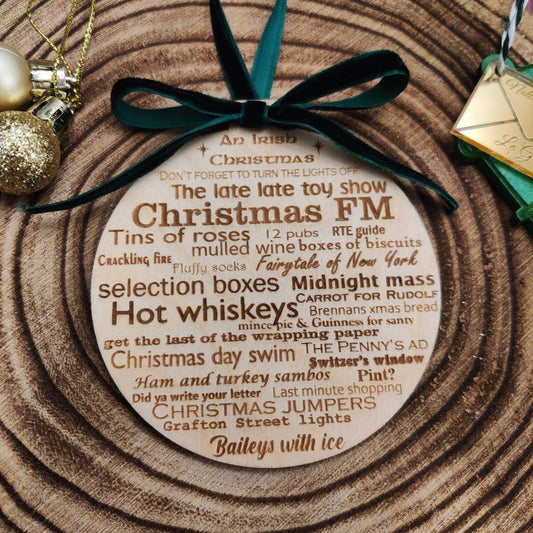 An Irish
Christmas
"Don't forget to turn the lights off"
The late late toy show
Christmas FM
Tins of roses 12 pubs RTE guide
mulled wine boxes of biscuits
Crackling fire Fluffy socks Fairytale of New York
selection boxes Midnight mass
Carrot for Rudolf
Hot whiskeys Brennans xmas bread
mince pie & Guinness for santy
get the last of the wrapping paper
Christmas day swim THE PENNY'S AD
Switzer's window
Ham and turkey sambos Pint?
Did ya write your letter Last minute shopping
CHRISTMAS JUMPERS
Grafton Street lights
Baileys with ice